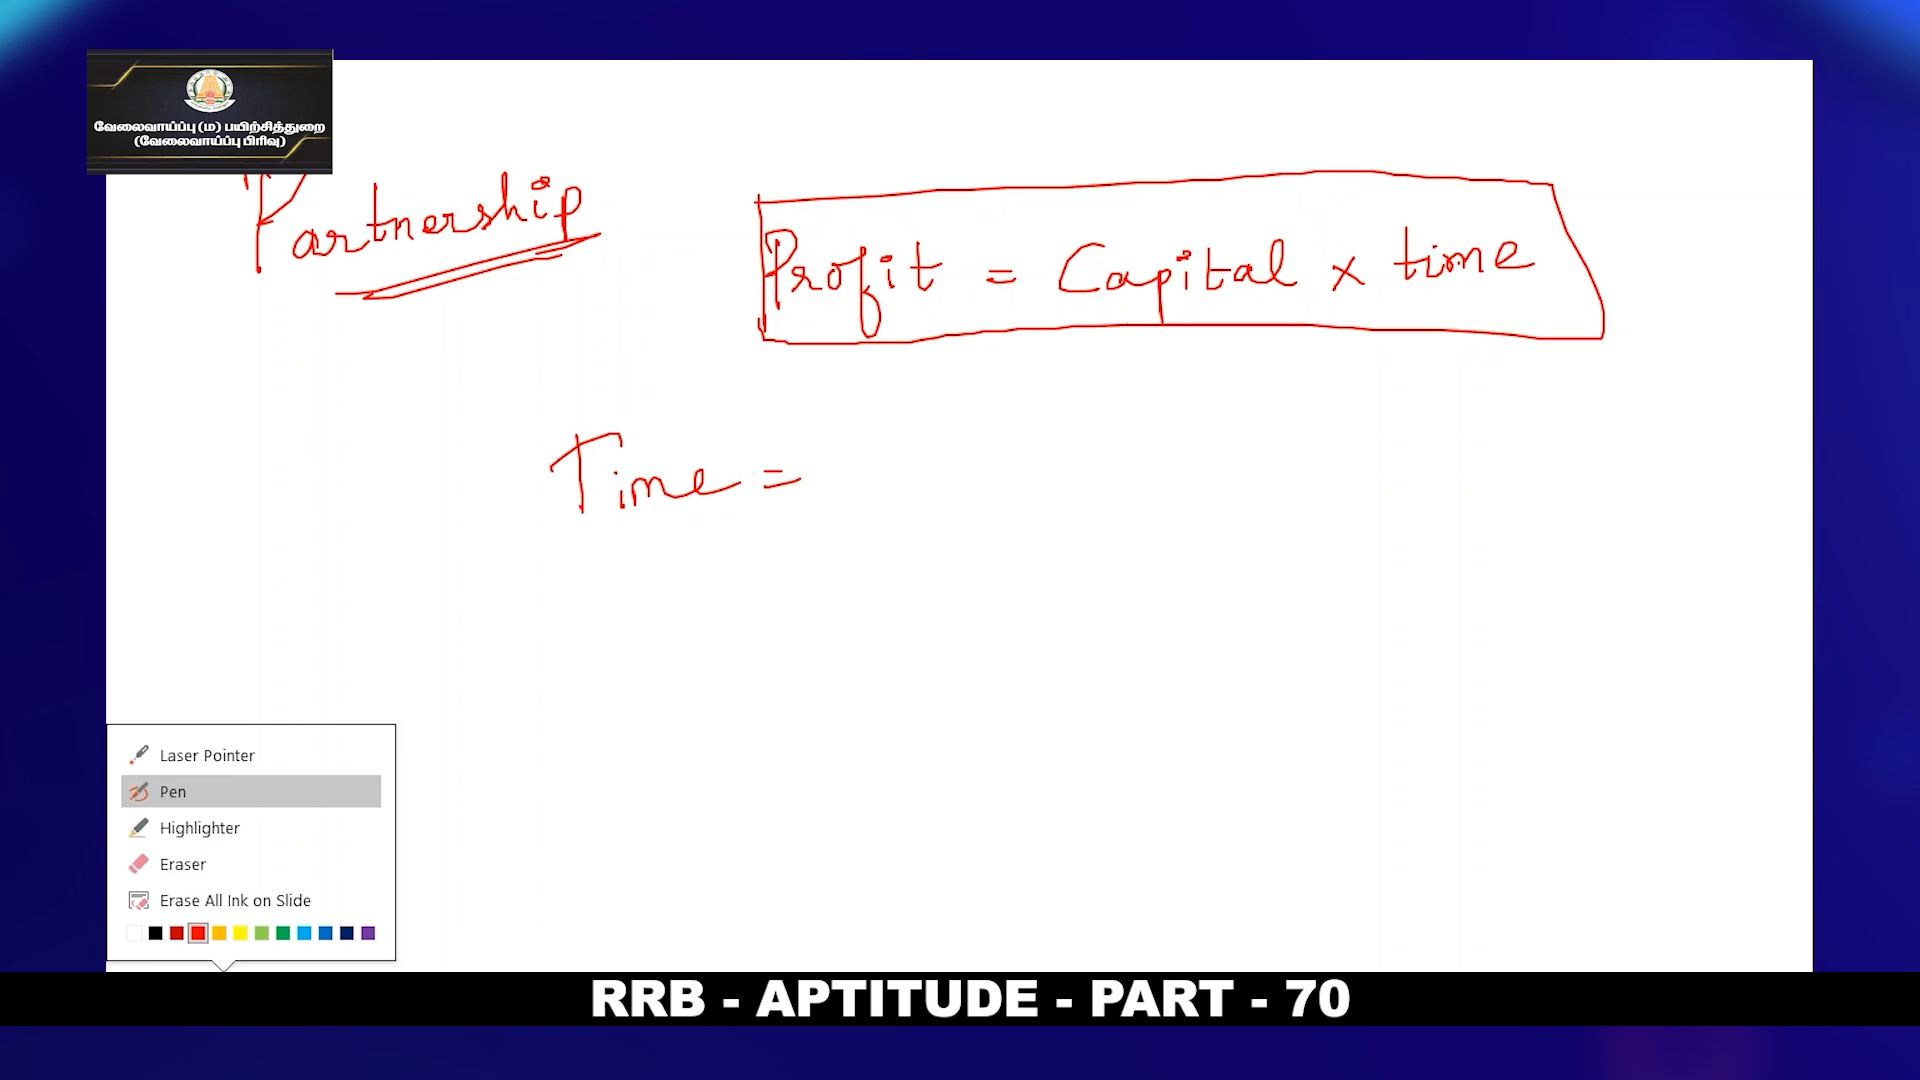 வேலைவாய்ப்பு (ம) பயிற்சித்துறை
(வேலைவாய்ப்பு பிரிவு)
Partnership
Profit = Capital x time
Time =
Laser Pointer
Pen
Highlighter
Eraser
Erase All Ink on Slide
RRB - APTITUDE - PART - 70